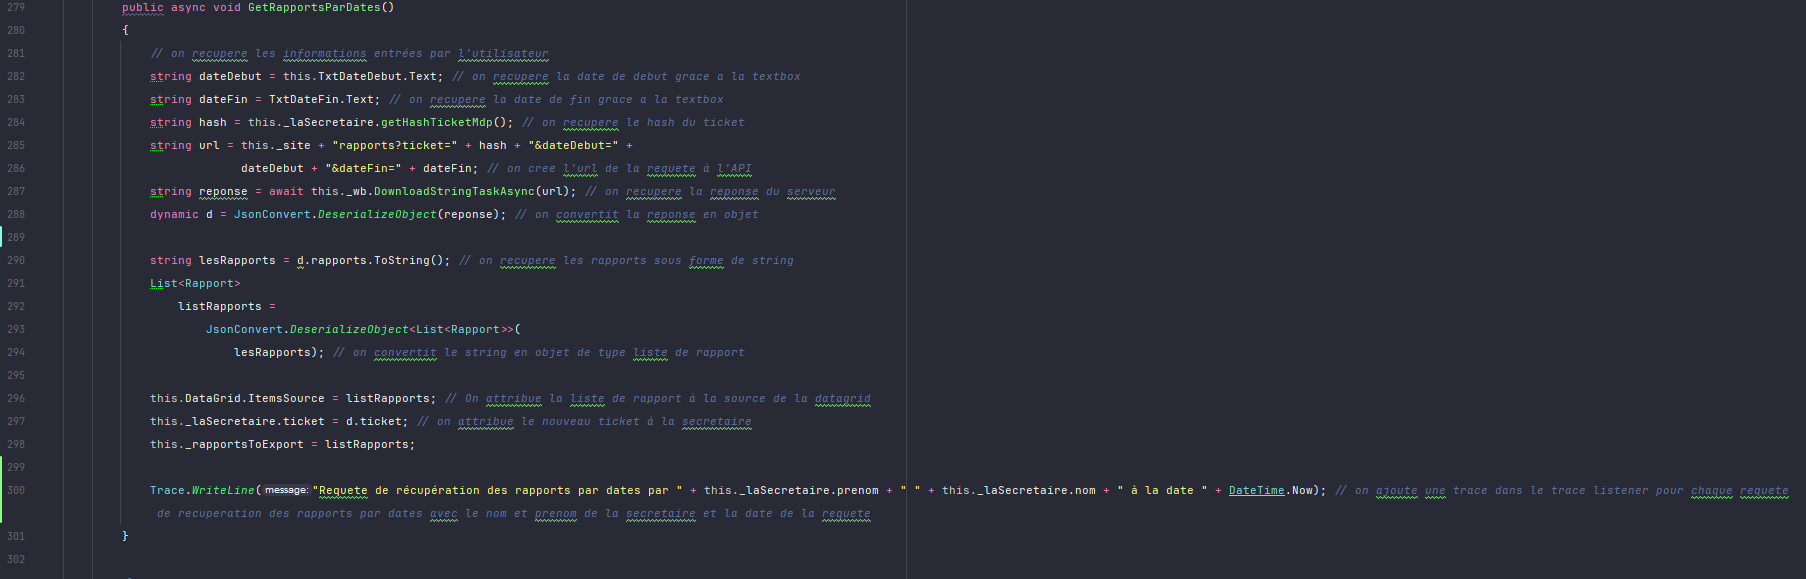 279 public async void GetRapportsParDates()
280 {
281 // on recupere les informations entrées par l'utilisateur
282 string dateDebut = this.TxtDateDebut.Text; // on recupere la date de debut grace a la textbox
283 string dateFin = TxtDateFin.Text; // on recupere la date de fin grace a la textbox
284 string hash = this._laSecretaire.getHashTicketMdp(); // on recupere le hash du ticket
285 string url = this._site + "rapports?ticket=" + hash + "&dateDebut=" +
286 dateDebut + "&dateFin=" + dateFin; // on cree l'url de la requete à l'API
287 string reponse = await this._wb.DownloadStringTaskAsync(url); // on recupere la reponse du serveur
288 dynamic d = JsonConvert.DeserializeObject(reponse); // on convertit la reponse en objet
289
290 string lesRapports = d.rapports.ToString(); // on recupere les rapports sous forme de string
291 List<Rapport>
292 listRapports =
293 JsonConvert.DeserializeObject<List<Rapport>>(
294 lesRapports); // on convertit le string en objet de type liste de rapport
295
296 this.DataGrid.ItemsSource = listRapports; // On attribue la liste de rapport à la source de la datagrid
297 this._laSecretaire.ticket = d.ticket; // on attribue le nouveau ticket à la secretaire
298 this._rapportsToExport = listRapports;
299
300 Trace.WriteLine( message: "Requete de récupération des rapports par dates par " + this._laSecretaire.prenom + " " + this._laSecretaire.nom + " à la date " + DateTime.Now); // on ajoute une trace dans le trace listener pour chaque requete
de recuperation des rapports par dates avec le nom et prenom de la secretaire et la date de la requete
301 }
302